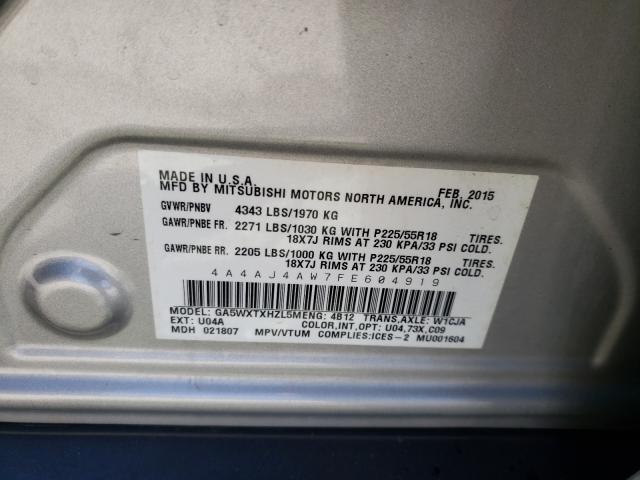 MADE IN U.S.A.
MFD BY MITSUBISHI MOTORS NORTH AMERICA, INC. FEB, 2015
GVWR/PNBV 4343 LBS/1970 KG
GAWR/PNBE FR. 2271 LBS/1030 KG WITH P225/55R18 TIRES.
18X7J RIMS AT 230 KPA/33 PSI COLD.
GAWR/PNBE RR. 2205 LBS/1000 KG WITH P225/55R18 TIRES.
18X7J RIMS AT 230 KPA/33 PSI COLD.
4A4AJ4AW7FE604919
MODEL: GA5WXTXHZL5MENG: 4B12 TRANS,AXLE: W1CJA
EXT: U04A COLOR,INT,OPT: U04,73X,C09
MDH 021807 MPV/VTUM COMPLIES:ICES-2 MU001604